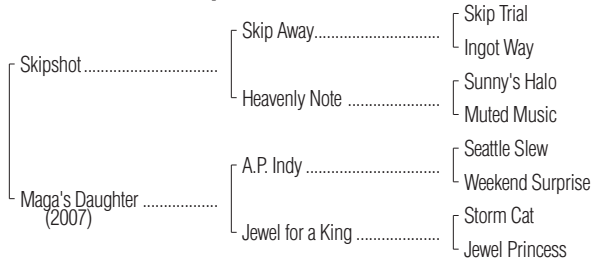 Skip Trial
Skip Away
Ingot Way
Skipshot
Sunny's Halo
Heavenly Note
Muted Music
Seattle Slew
A.P. Indy
Weekend Surprise
Maga's Daughter
(2007)
Storm Cat
Jewel for a King
Jewel Princess